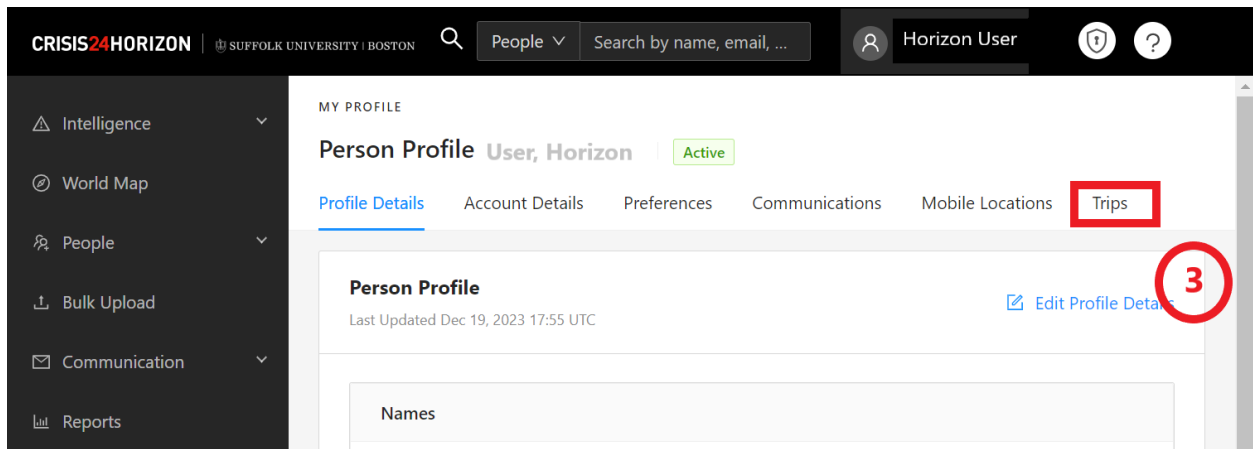 CRISIS24HORIZON | SUFFOLK UNIVERSITY | BOSTON People Search by name, email, ... Horizon User ?
MY PROFILE
Intelligence
Person Profile User, Horizon Active
World Map
Profile Details Account Details Preferences Communications Mobile Locations Trips
People
Person Profile
3
Bulk Upload
Edit Profile Details
Last Updated Dec 19, 2023 17:55 UTC
Communication
Names
Reports